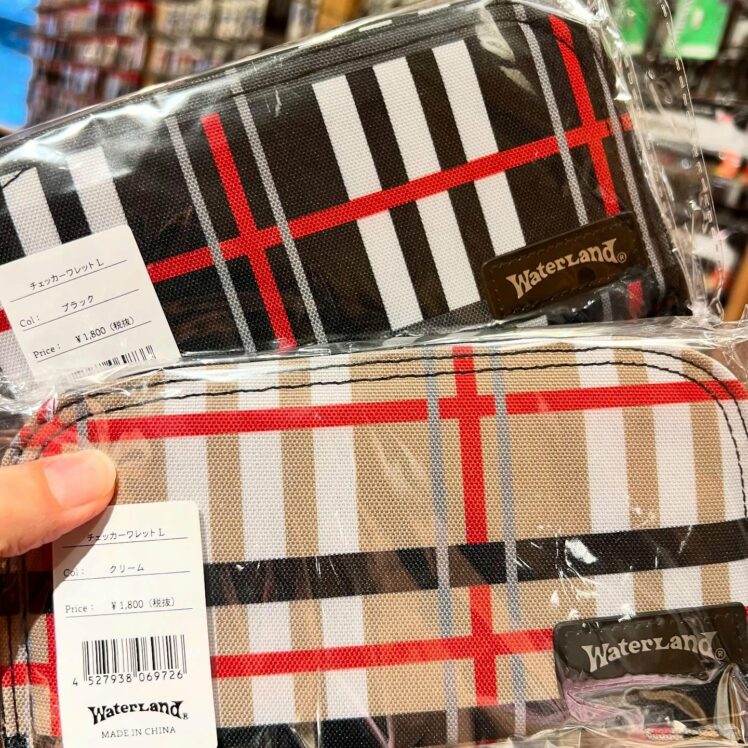 WaterLand®
チェッカーワレット L
Col： ブラック
Price： ￥1,800（税抜）
WaterLand®
チェッカーワレット L
Col： クリーム
Price： ￥1,800（税抜）
4 527938 069726
WaterLand®
MADE IN CHINA